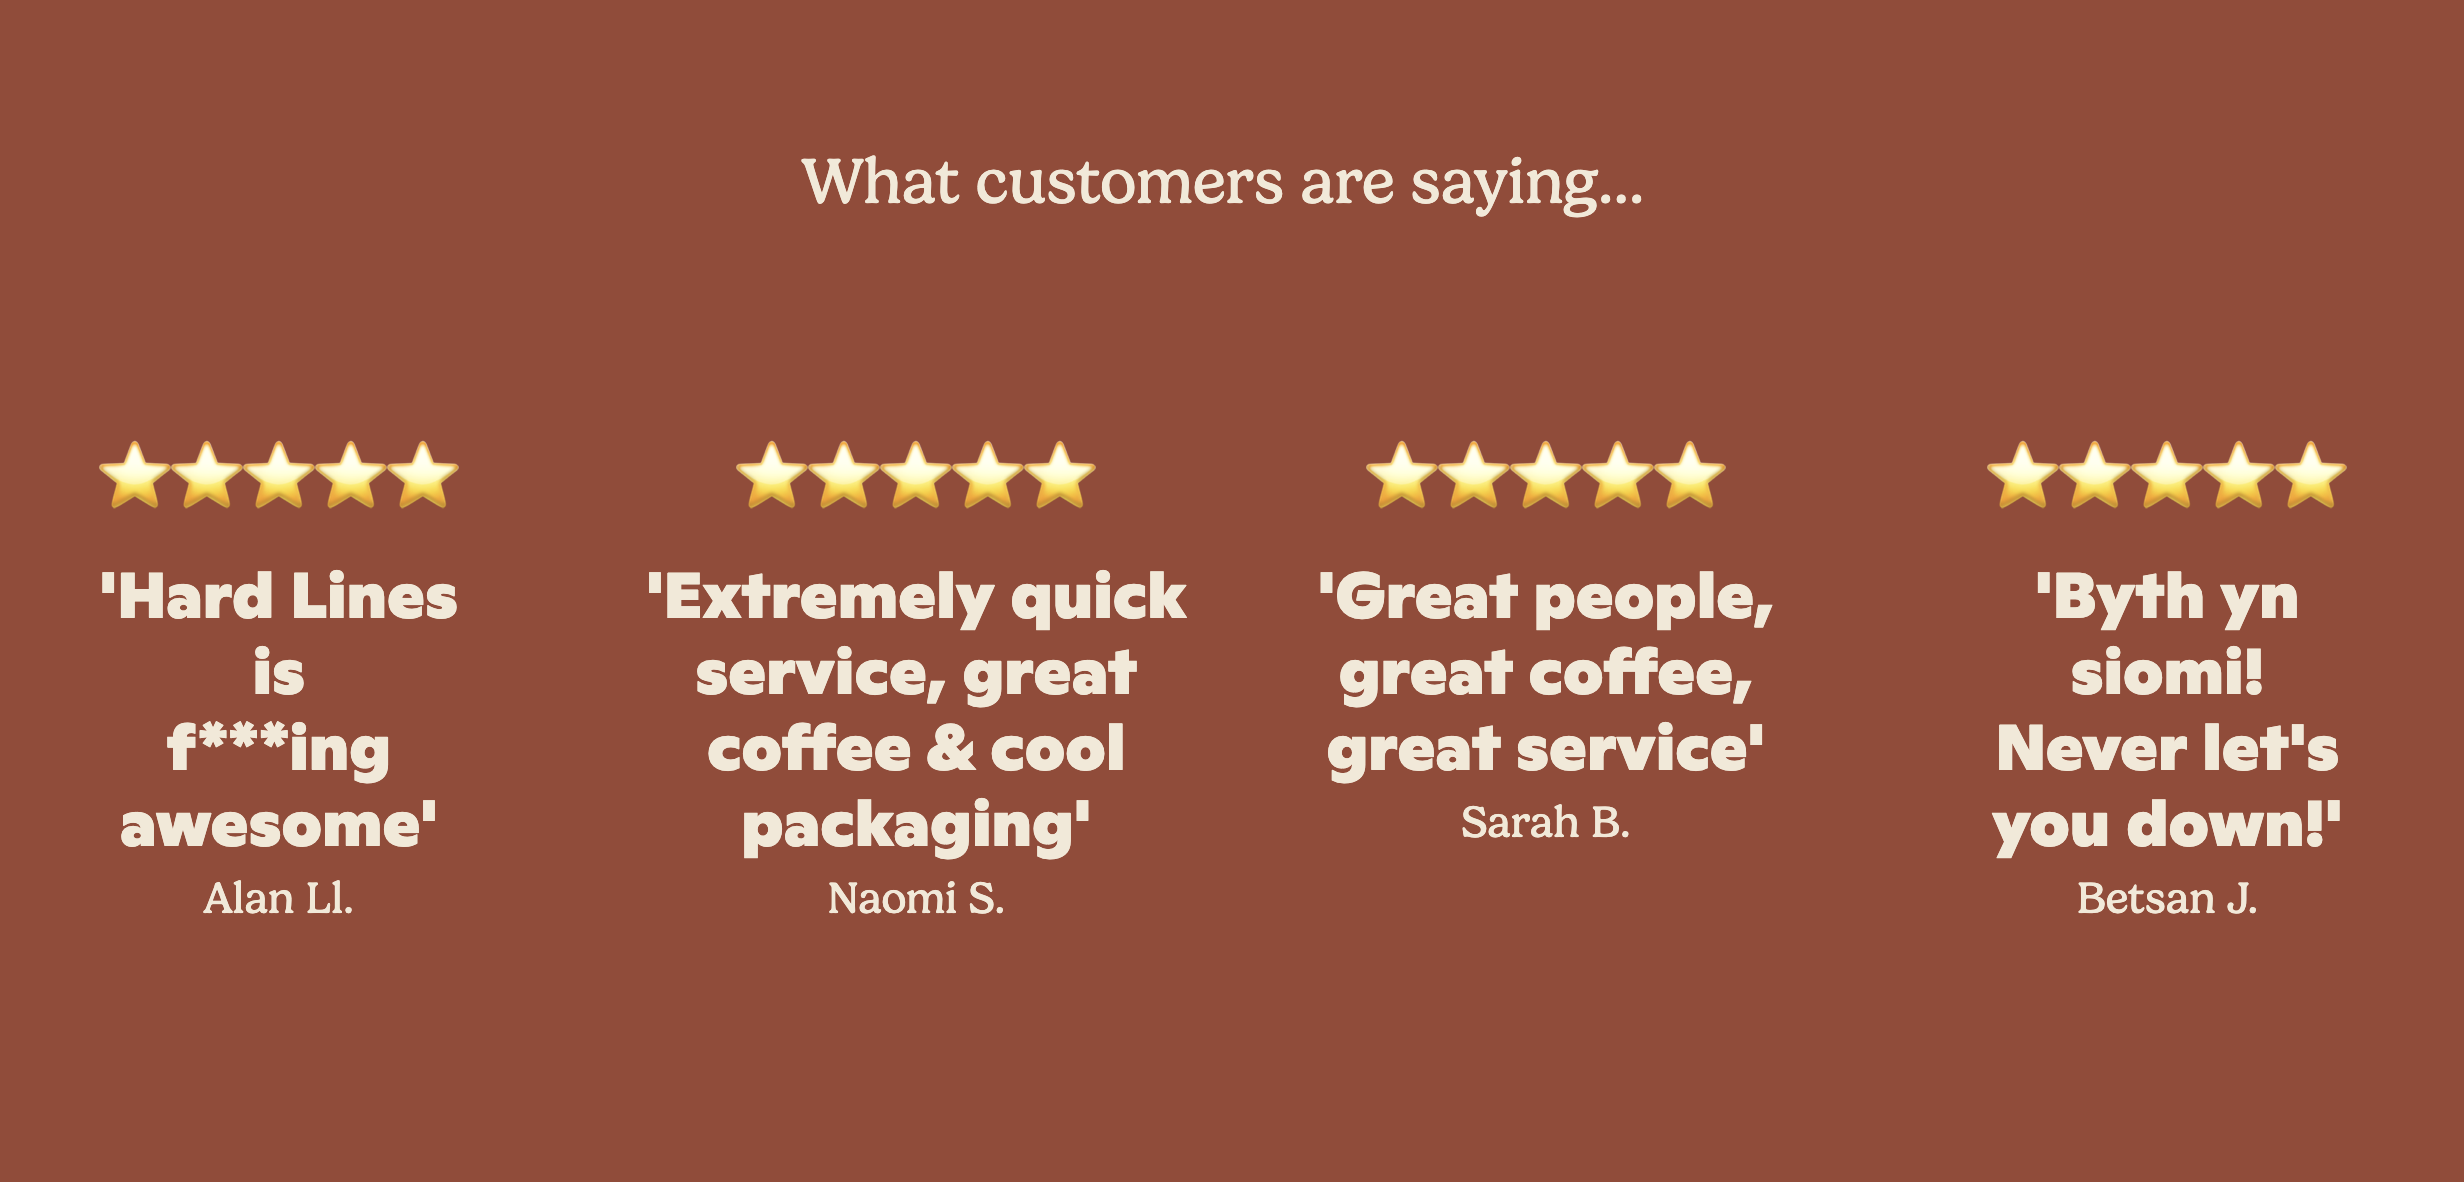 What customers are saying...
⭐⭐⭐⭐⭐
'Hard Lines
is
f***ing
awesome'
Alan Ll.
⭐⭐⭐⭐⭐
'Extremely quick
service, great
coffee & cool
packaging'
Naomi S.
⭐⭐⭐⭐⭐
'Great people,
great coffee,
great service'
Sarah B.
⭐⭐⭐⭐⭐
'Byth yn
siomi!
Never let's
you down!'
Betsan J.